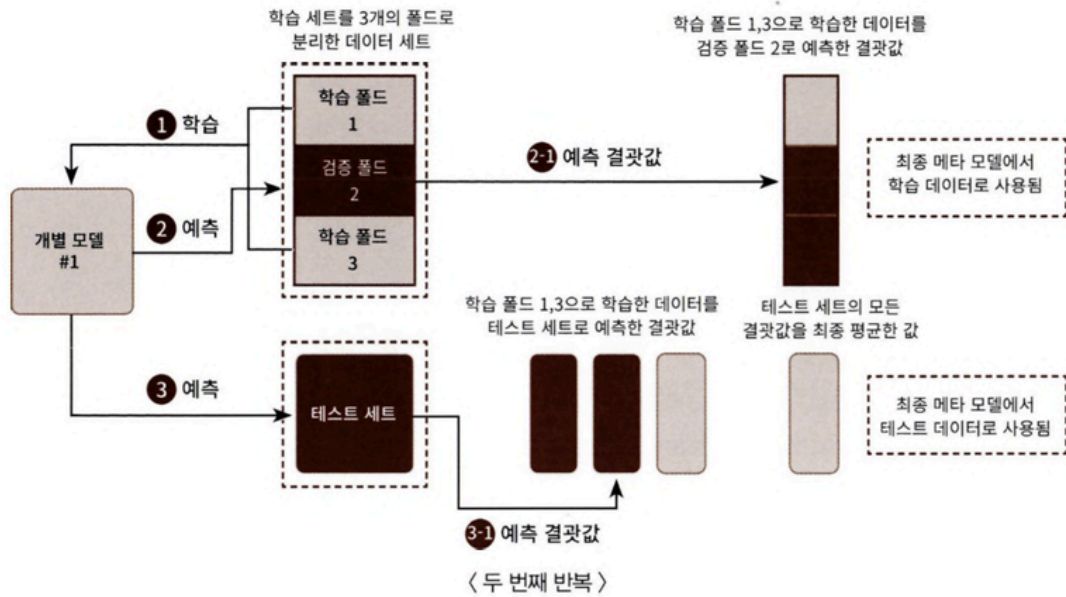 학습 세트를 3개의 폴드로
분리한 데이터 세트
학습 폴드 1,3으로 학습한 데이터를
검증 폴드 2로 예측한 결괏값
1 학습
학습 폴드
1
검증 폴드
2
학습 폴드
3
2 예측
개별 모델
#1
2-1 예측 결괏값
최종 메타 모델에서
학습 데이터로 사용됨
학습 폴드 1,3으로 학습한 데이터를
테스트 세트로 예측한 결괏값
테스트 세트의 모든
결괏값을 최종 평균한 값
3 예측
테스트 세트
최종 메타 모델에서
테스트 데이터로 사용됨
3-1 예측 결괏값
〈 두 번째 반복 〉